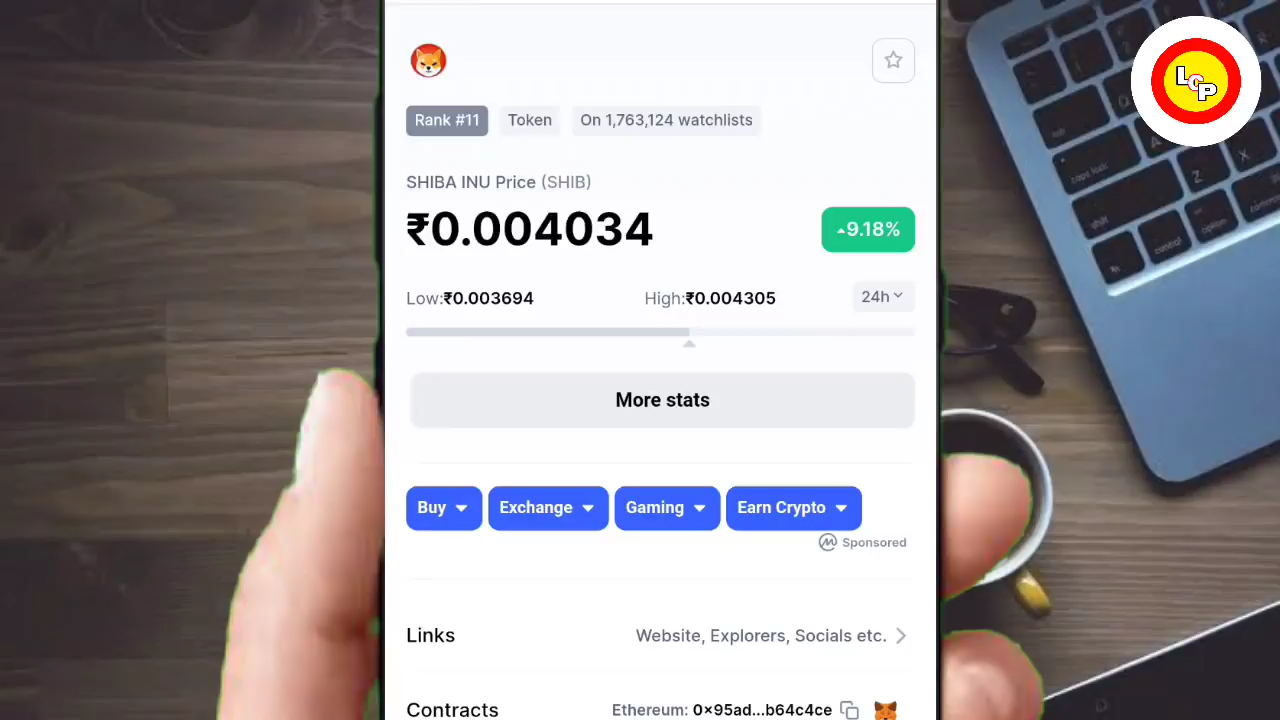 LCP
Rank #11 Token On 1,763,124 watchlists
SHIBA INU Price (SHIB)
₹0.004034 9.18%
Low:₹0.003694 High:₹0.004305 24h
More stats
Buy Exchange Gaming Earn Crypto
Sponsored
Links Website, Explorers, Socials etc.
Contracts Ethereum: 0x95ad...b64c4ce